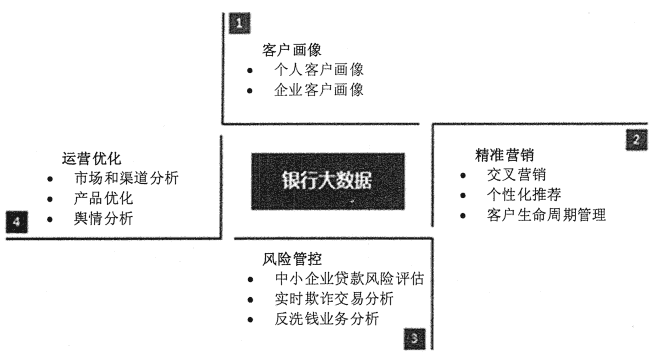 1
客户画像
• 个人客户画像
• 企业客户画像
2
精准营销
• 交叉营销
• 个性化推荐
• 客户生命周期管理
银行大数据
运营优化
• 市场和渠道分析
• 产品优化
• 舆情分析
4
风险管控
• 中小企业贷款风险评估
• 实时欺诈交易分析
• 反洗钱业务分析
3